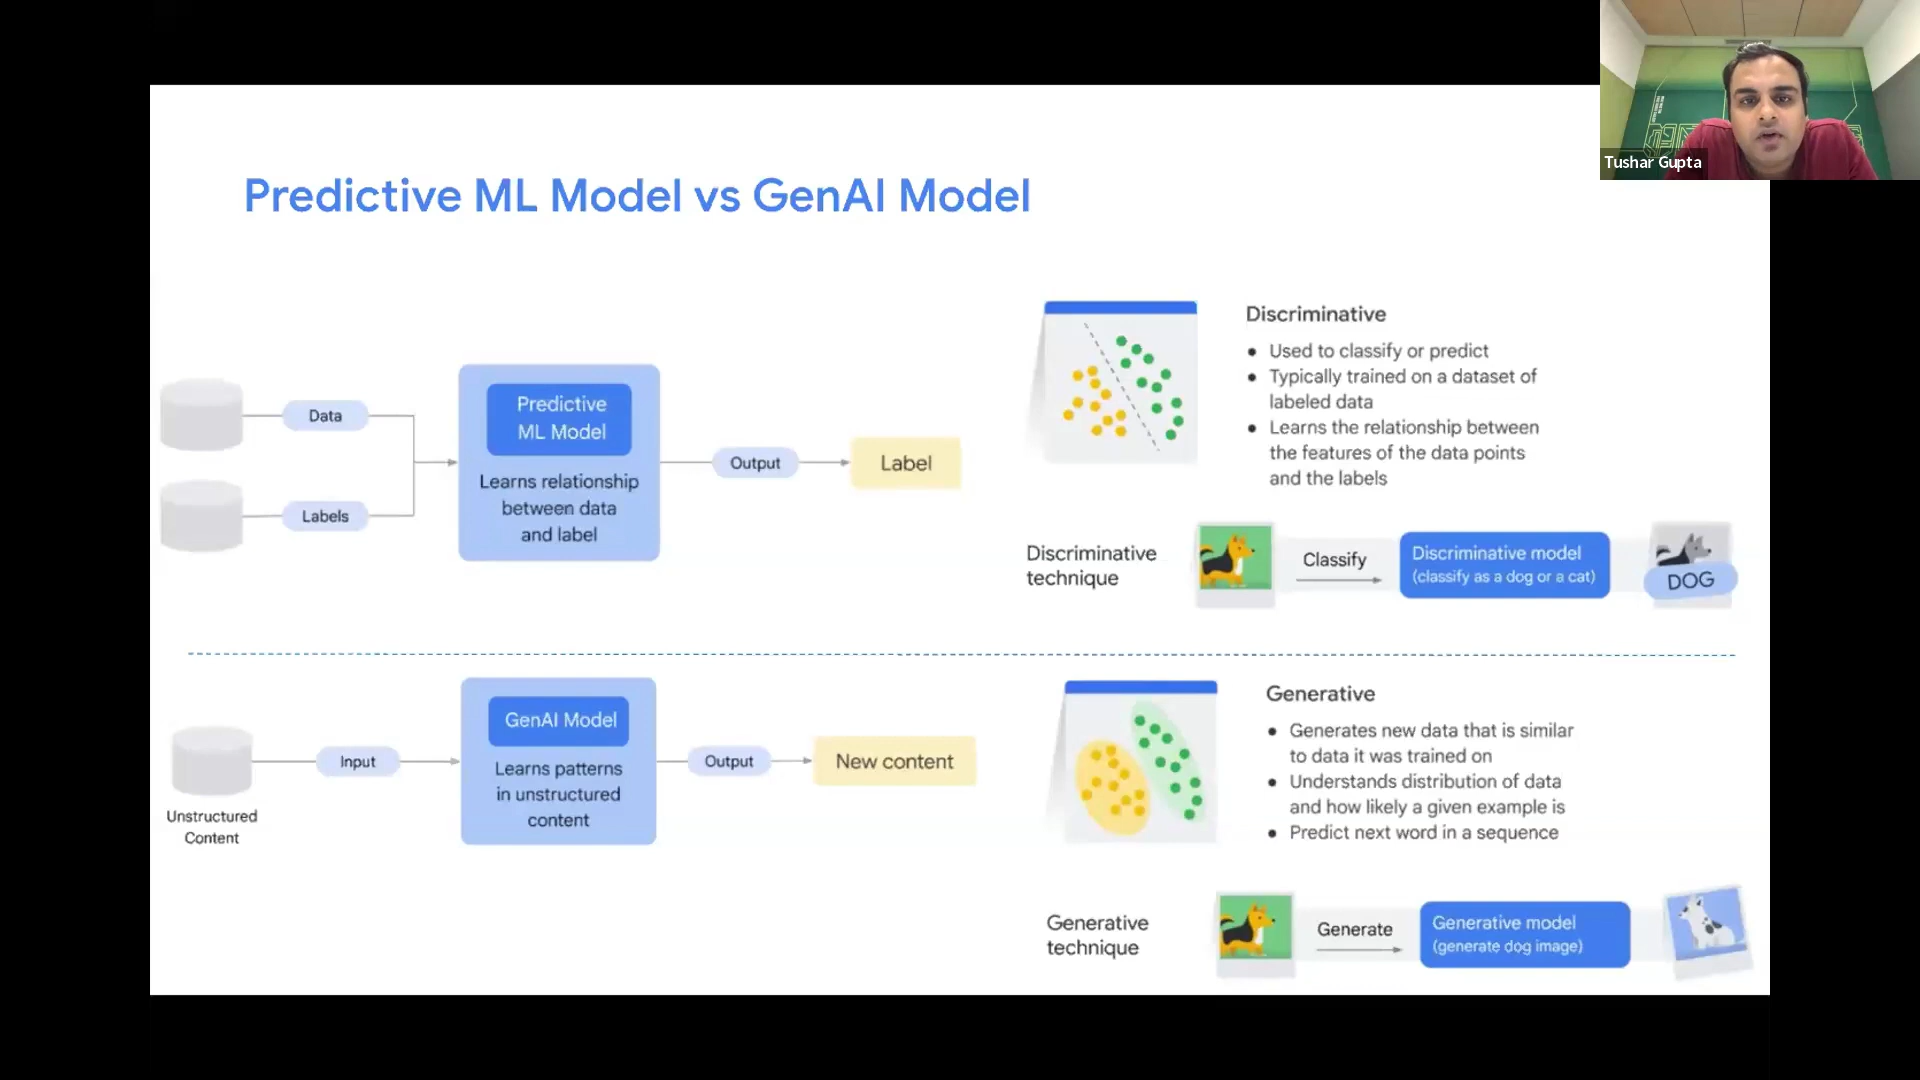 Tushar Gupta
Predictive ML Model vs GenAI Model
Data
Labels
Predictive
ML Model
Learns relationship
between data
and label
Output
Label
Discriminative
● Used to classify or predict
● Typically trained on a dataset of
labeled data
● Learns the relationship between
the features of the data points
and the labels
Discriminative
technique
Classify
Discriminative model
(classify as a dog or a cat)
DOG
Unstructured
Content
Input
GenAI Model
Learns patterns
in unstructured
content
Output
New content
Generative
● Generates new data that is similar
to data it was trained on
● Understands distribution of data
and how likely a given example is
● Predict next word in a sequence
Generative
technique
Generate
Generative model
(generate dog image)